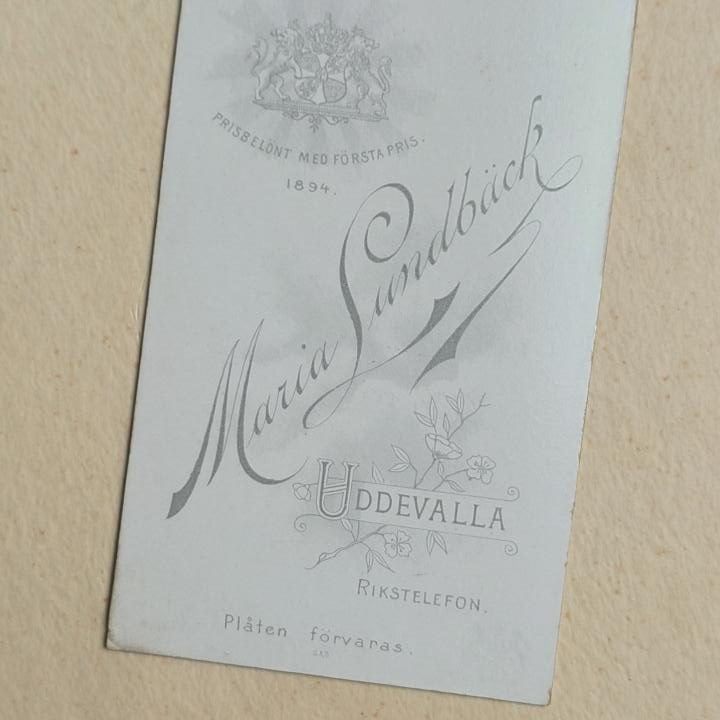 PRISBELÖNT MED FÖRSTA PRIS.
1894.
Maria Lundbäck
UDDEVALLA
RIKSTELEFON.
Plåten förvaras.